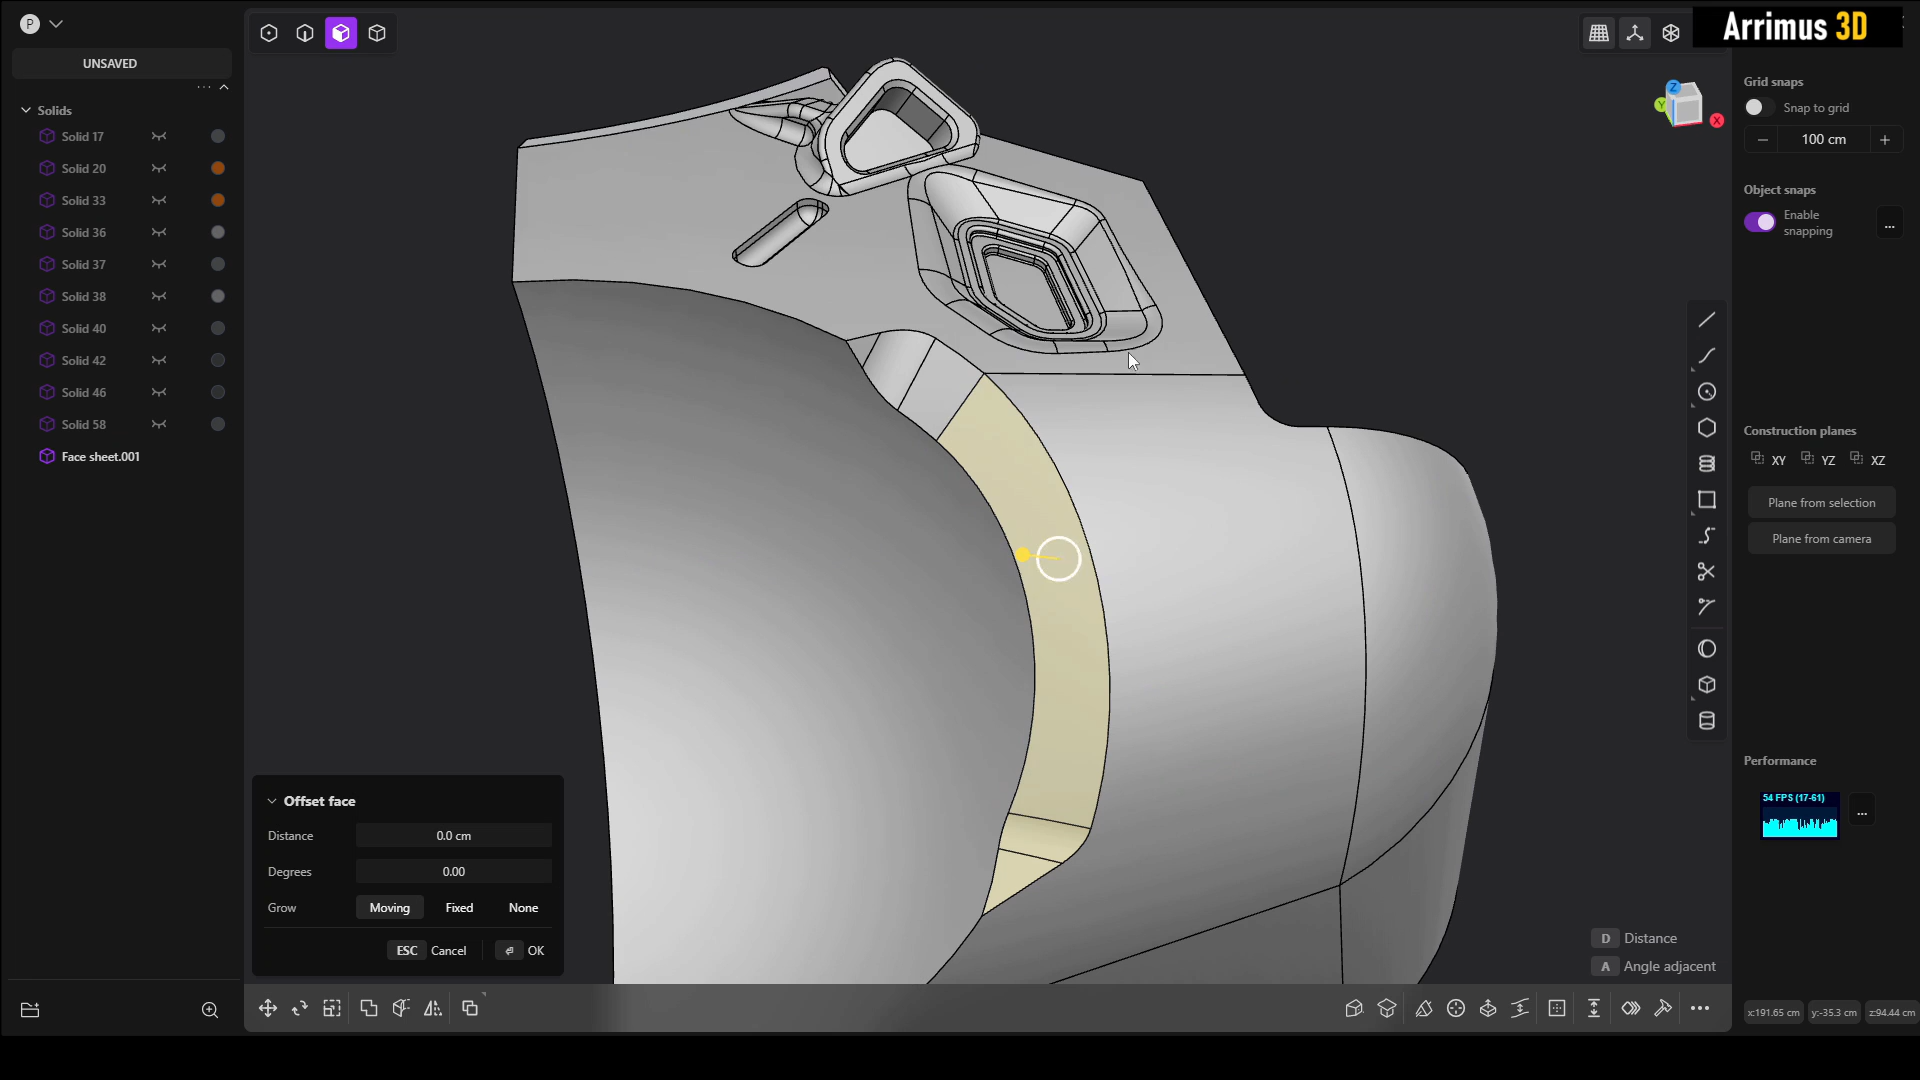 P
UNSAVED
Solids
Solid 17
Solid 20
Solid 33
Solid 36
Solid 37
Solid 38
Solid 40
Solid 42
Solid 46
Solid 58
Face sheet.001
Offset face
Distance
0.0 cm
Degrees
0.00
Grow
Moving
Fixed
None
ESC
Cancel
OK
Z
Y
X
D
Distance
A
Angle adjacent
Arrimus 3D
Grid snaps
Snap to grid
100 cm
Object snaps
Enable
snapping
...
Construction planes
XY
YZ
XZ
Plane from selection
Plane from camera
Performance
54 FPS (17-61)
...
x:191.65 cm
y:-35.3 cm
z:94.44 cm